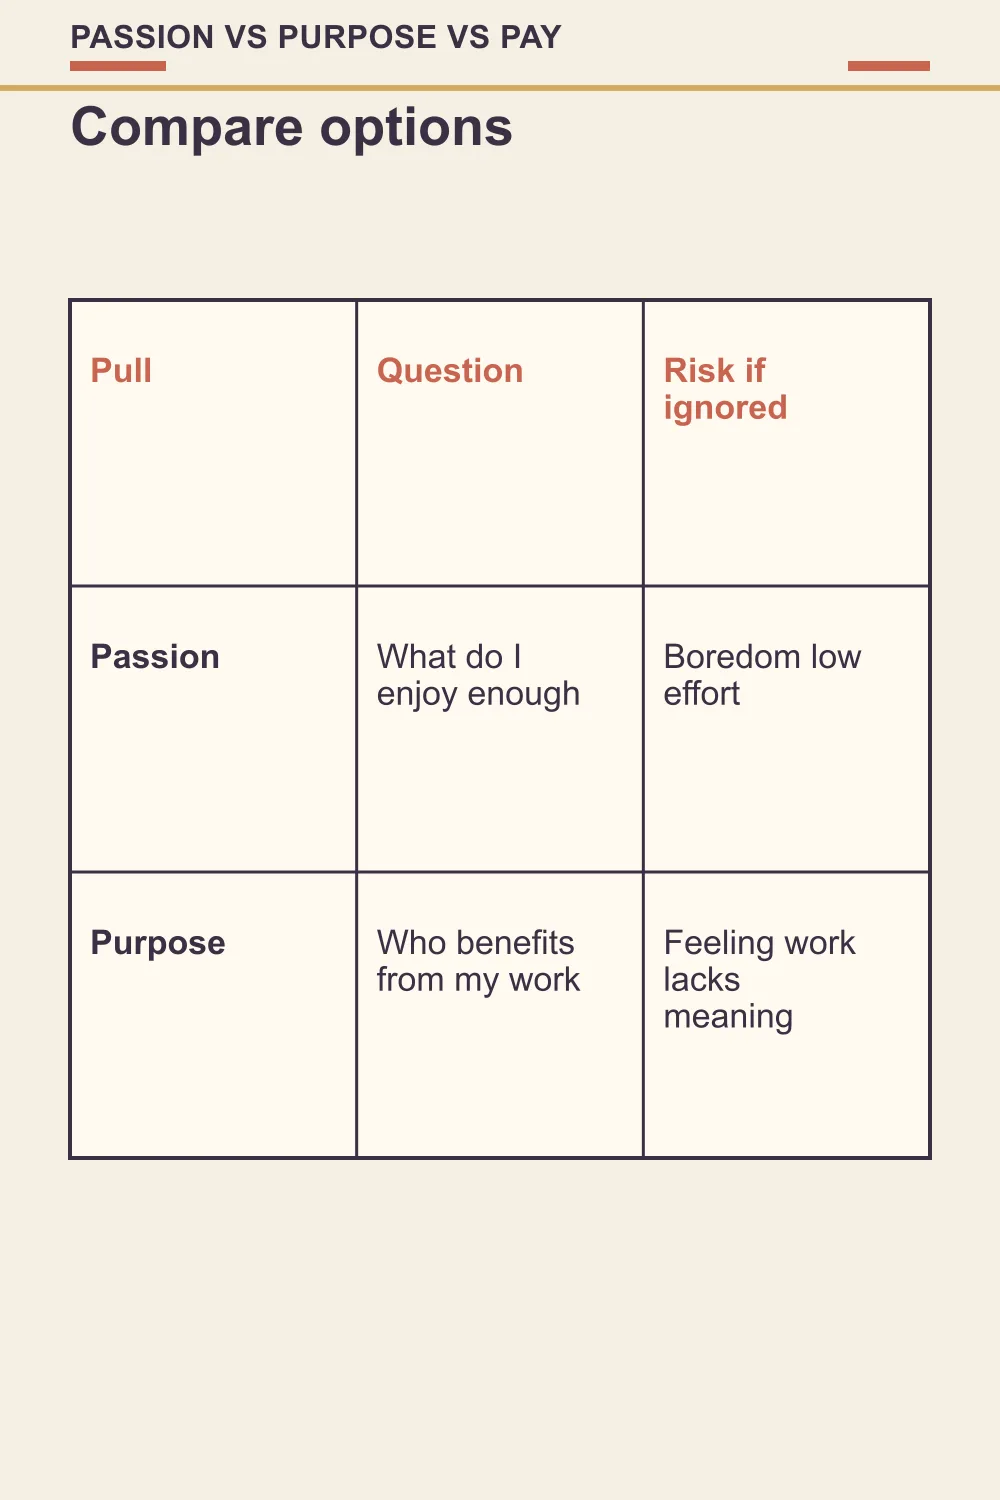 PASSION VS PURPOSE VS PAY
Compare options
Pull
Question
Risk if
ignored
Passion
What do I
enjoy enough
Boredom low
effort
Purpose
Who benefits
from my work
Feeling work
lacks
meaning